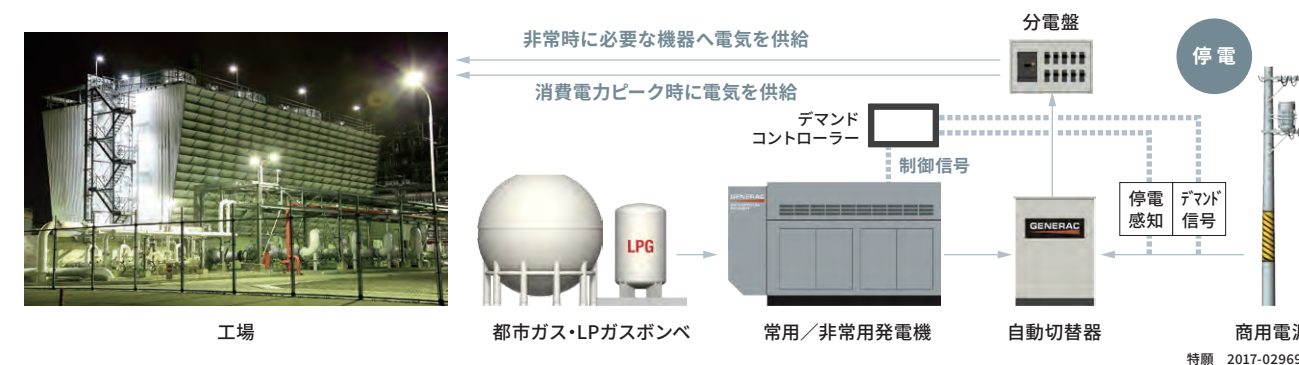 分電盤
停電
非常時に必要な機器へ電気を供給
消費電力ピーク時に電気を供給
デマンド
コントローラー
制御信号
停電
感知
デマンド
信号
GENERAC
LPG
GENERAC
工場
都市ガス・LPガスボンベ
常用／非常用発電機
自動切替器
商用電源
特願 2017-02969